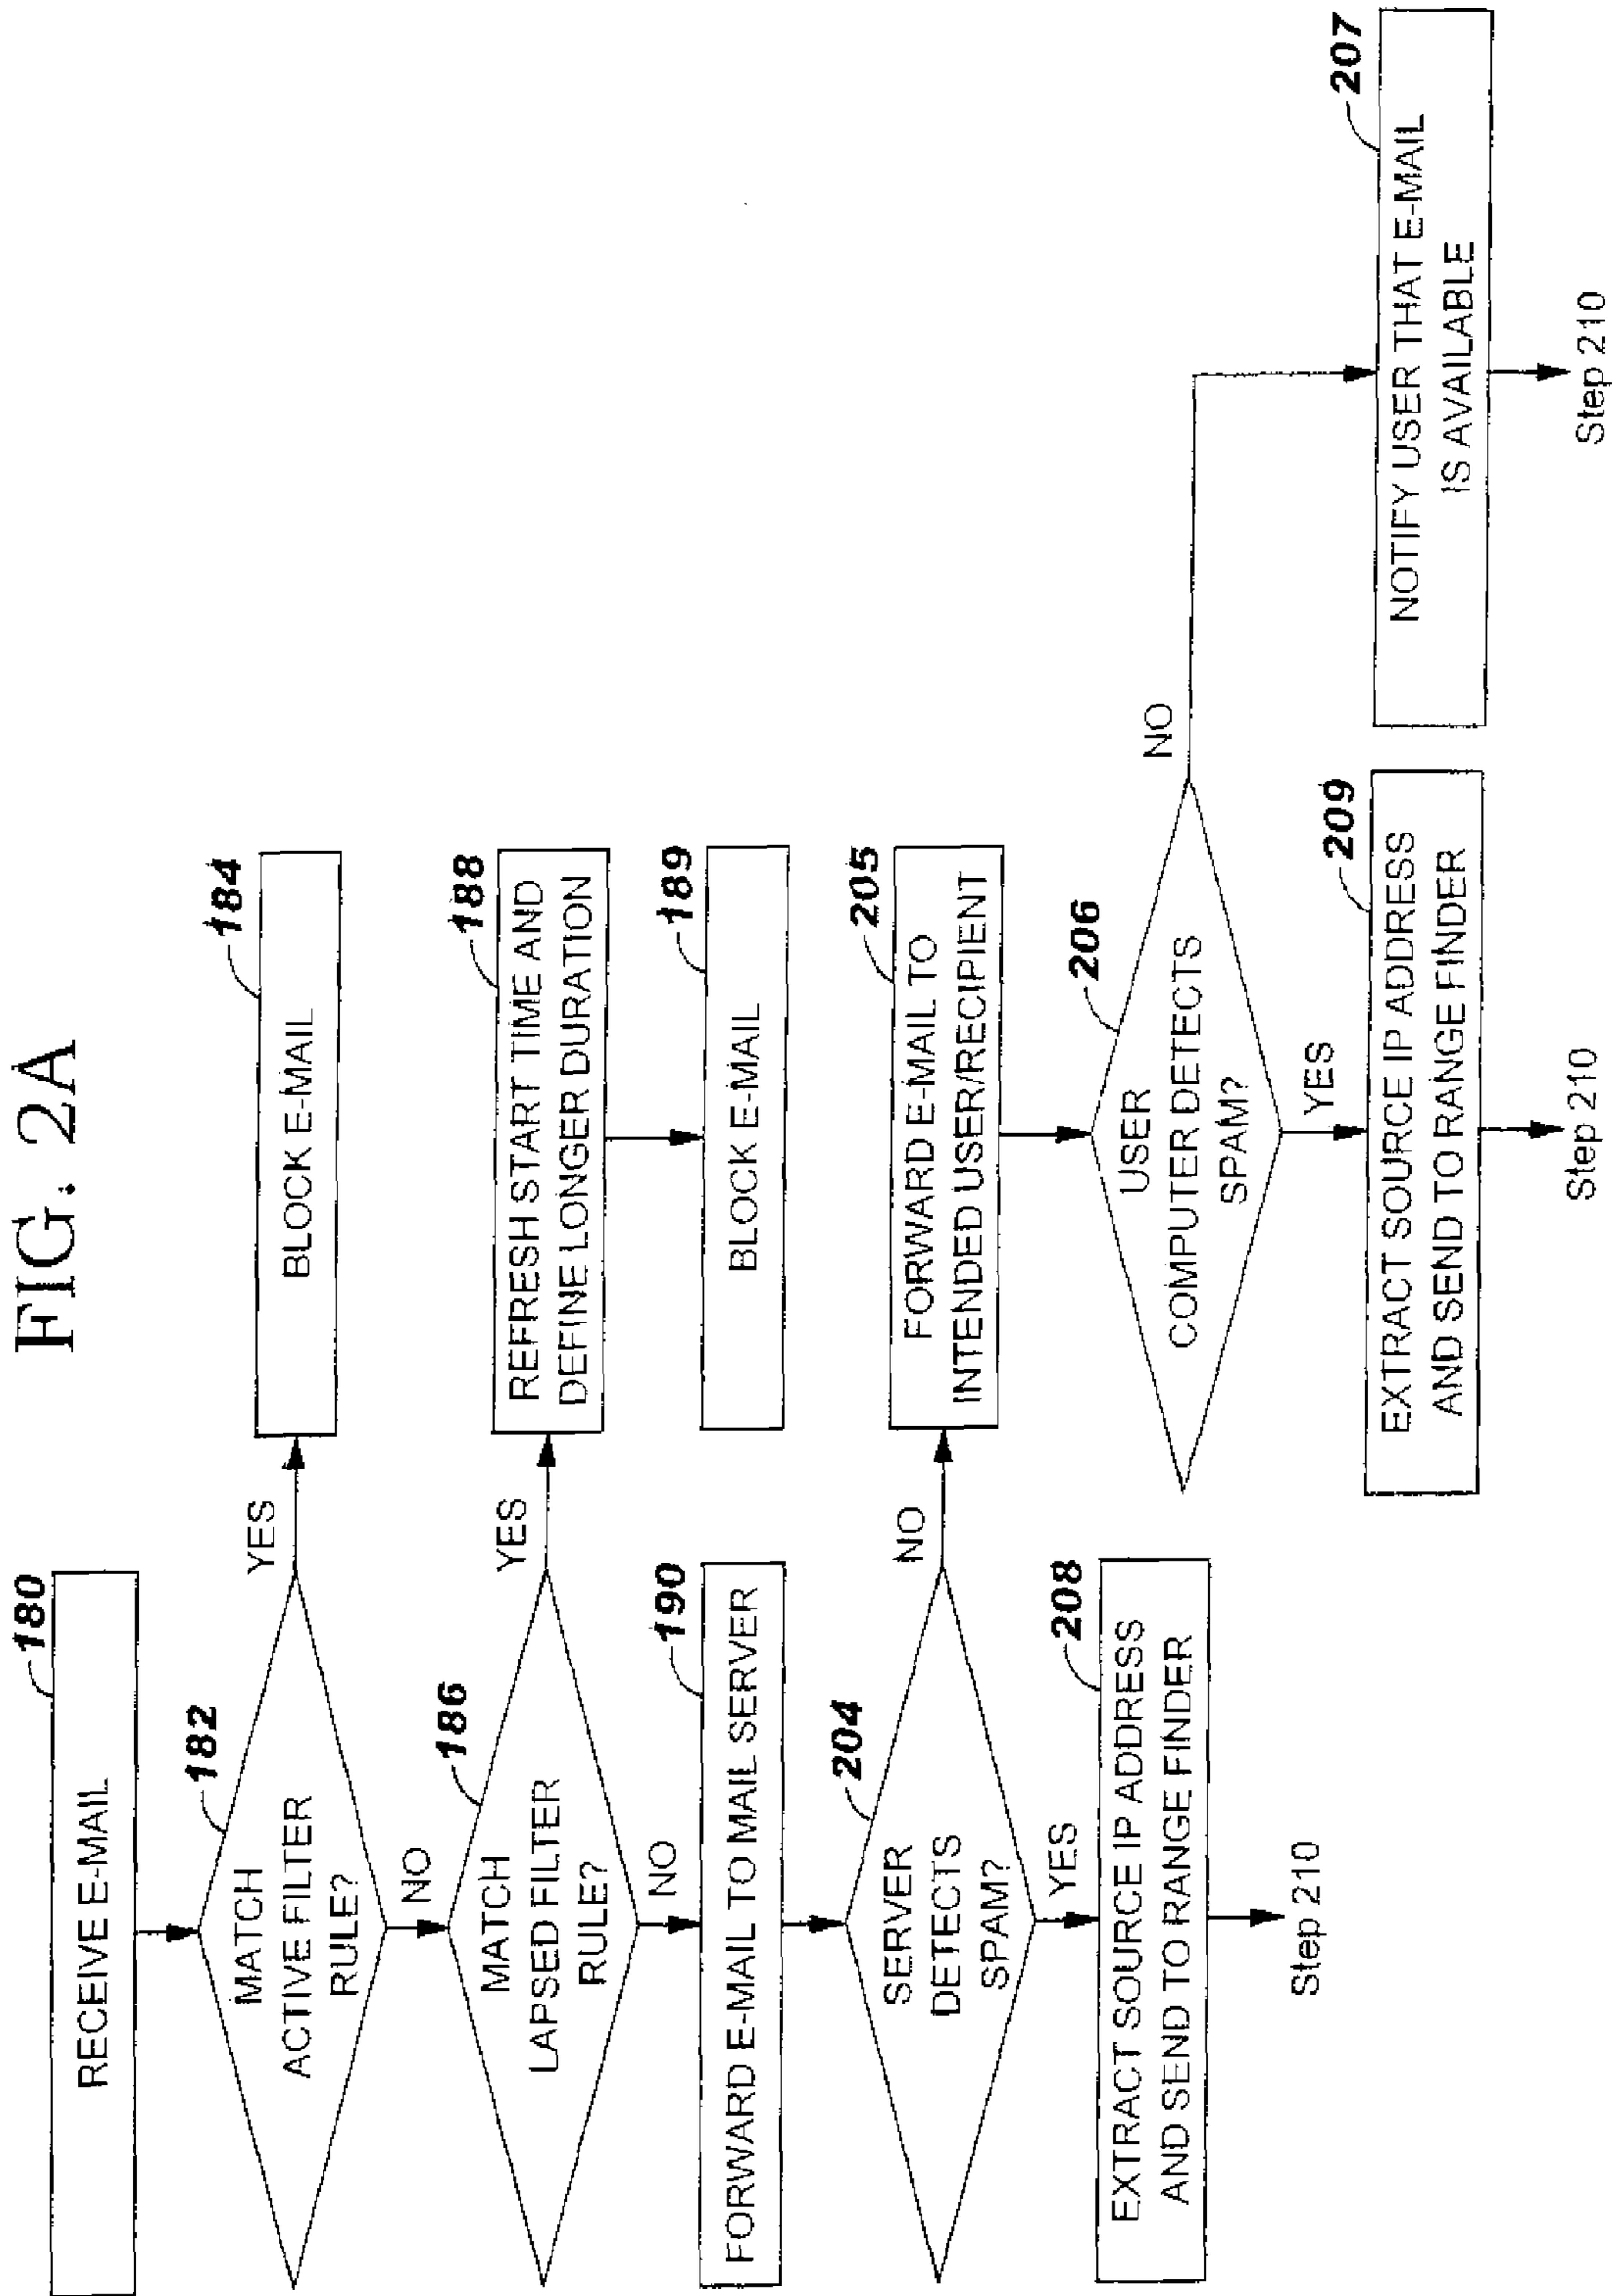 FIG. 2A
180
RECEIVE E-MAIL
182
MATCH
ACTIVE FILTER
RULE?
YES
184
BLOCK E-MAIL
NO
186
MATCH
LAPSED FILTER
RULE?
YES
188
REFRESH START TIME AND
DEFINE LONGER DURATION
189
BLOCK E-MAIL
NO
190
FORWARD E-MAIL TO MAIL SERVER
204
SERVER
DETECTS
SPAM?
NO
205
FORWARD E-MAIL TO
INTENDED USER/RECIPIENT
YES
208
EXTRACT SOURCE IP ADDRESS
AND SEND TO RANGE FINDER
Step 210
206
USER
COMPUTER DETECTS
SPAM?
NO
YES
209
EXTRACT SOURCE IP ADDRESS
AND SEND TO RANGE FINDER
Step 210
207
NOTIFY USER THAT E-MAIL
IS AVAILABLE
Step 210